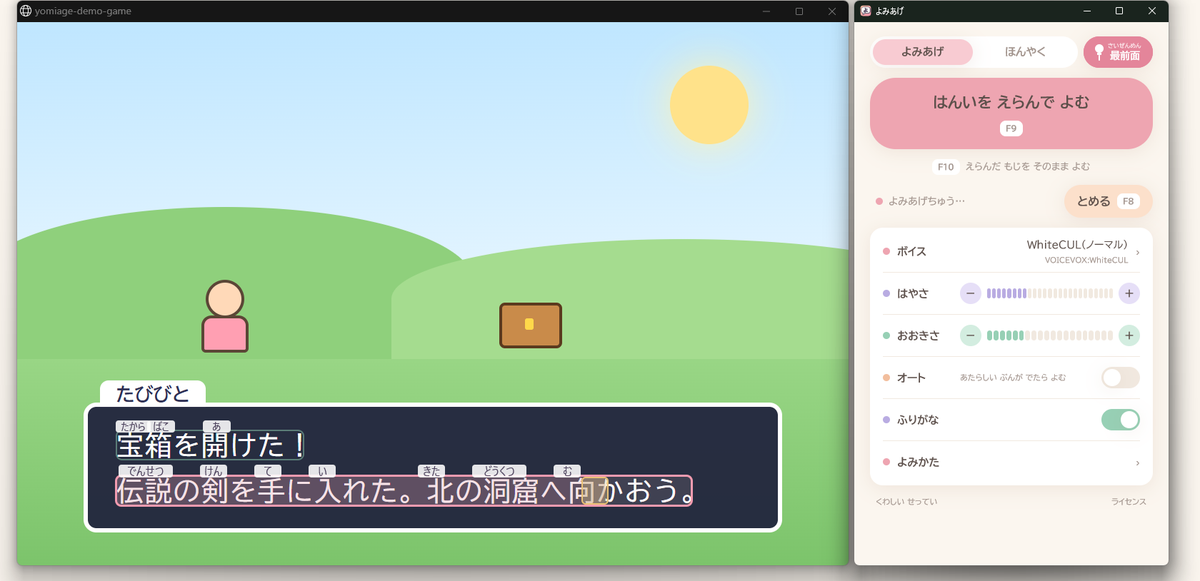 yomiage-demo-game
たびびと
たから ばこ あ
宝箱を開けた！
でんせつ けん て い きた どうくつ む
伝説の剣を手に入れた。北の洞窟へ向かおう。
よみあげ
よみあげ ほんやく
さいぜんめん
最前面
はんいを えらんで よむ
F9
F10 えらんだ もじを そのまま よむ
よみあげちゅう…
とめる F8
ボイス WhiteCUL(ノーマル) ›
VOICEVOX:WhiteCUL
はやさ − +
おおきさ − +
オート あたらしい ぶんが でたら よむ
ふりがな
よみかた ›
くわしい せってい ライセンス